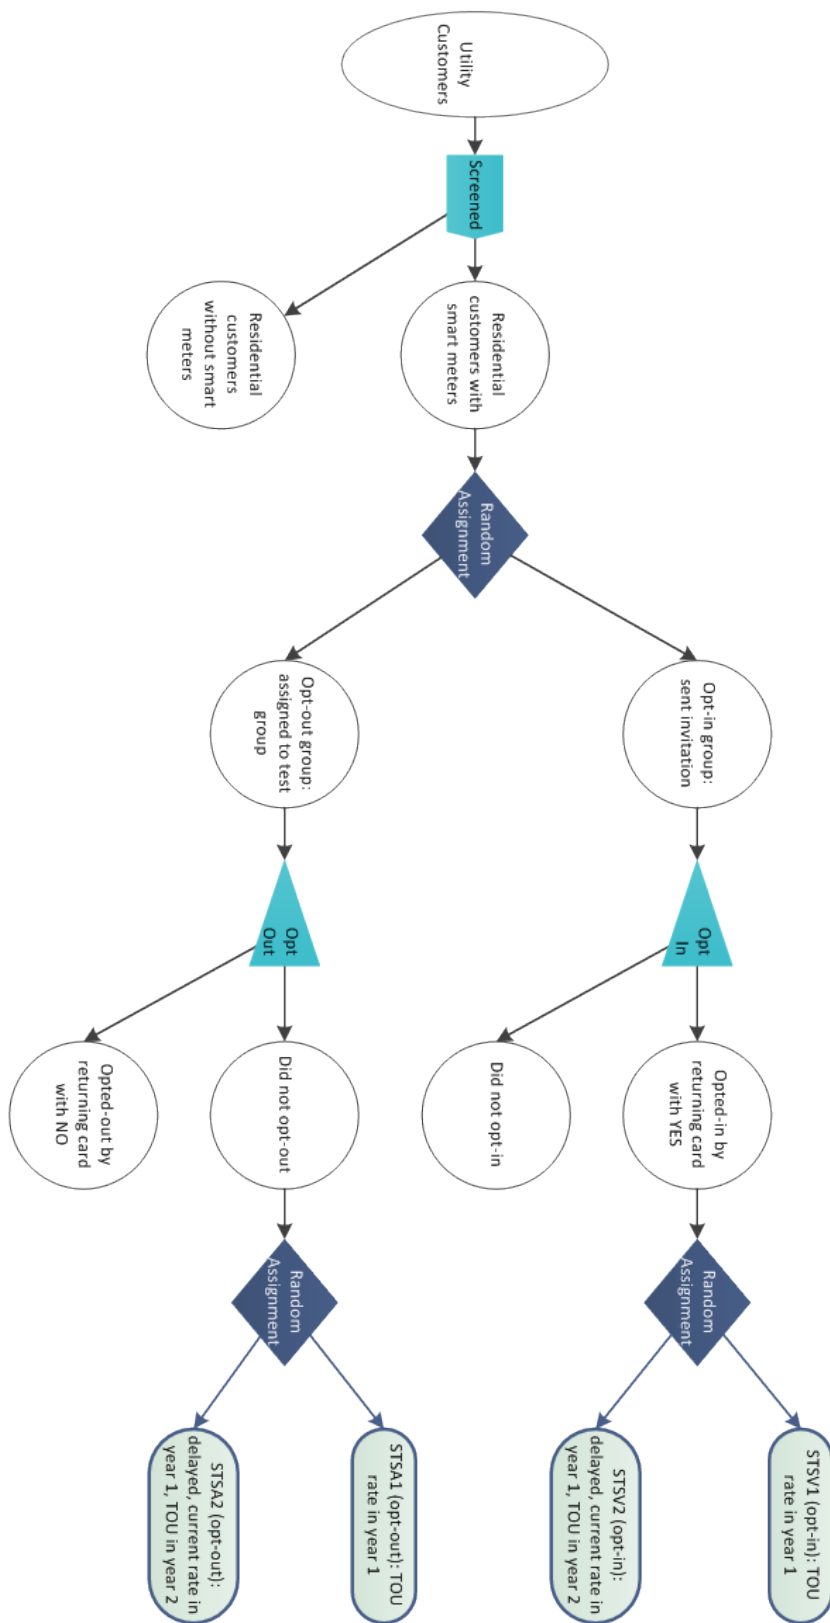 Utility
Customers
Screened
Residential
customers with
smart meters
Residential
customers
without smart
meters
Random
Assignment
Opt-in group:
sent invitation
Opt-out group:
assigned to test
group
Opt
In
Opt
Out
Opted-in by
returning card
with YES
Did not opt-in
Did not opt-out
Opted-out by
returning card
with NO
Random
Assignment
Random
Assignment
STSV1 (opt-in): TOU
rate in year 1
STSV2 (opt-in):
delayed, current rate in
year 1, TOU in year 2
STSA1 (opt-out): TOU
rate in year 1
STSA2 (opt-out):
delayed, current rate in
year 1, TOU in year 2